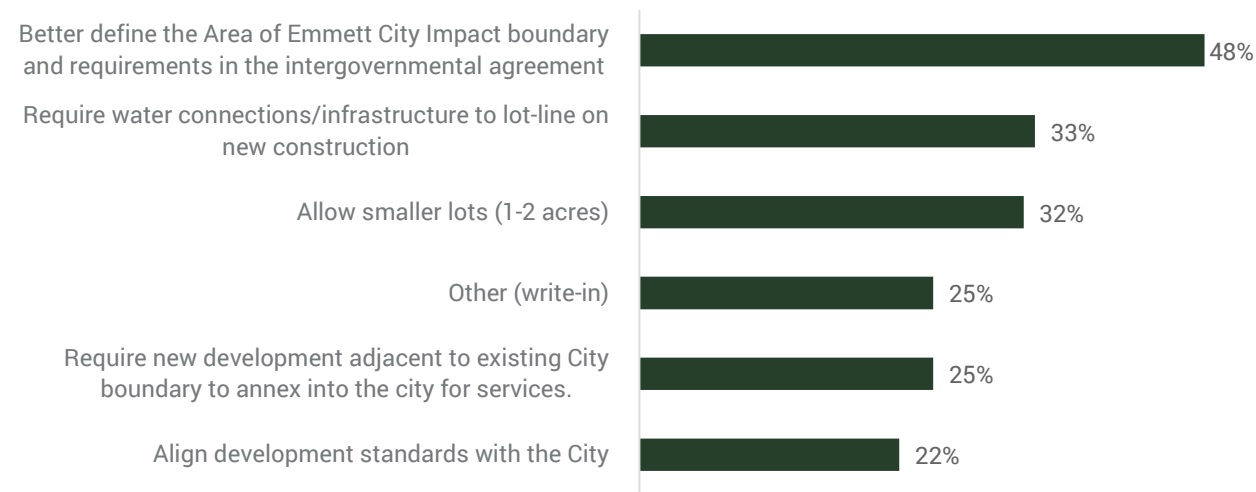 Better define the Area of Emmett City Impact boundary
and requirements in the intergovernmental agreement
48%
Require water connections/infrastructure to lot-line on
new construction
33%
Allow smaller lots (1-2 acres)
32%
Other (write-in)
25%
Require new development adjacent to existing City
boundary to annex into the city for services.
25%
Align development standards with the City
22%